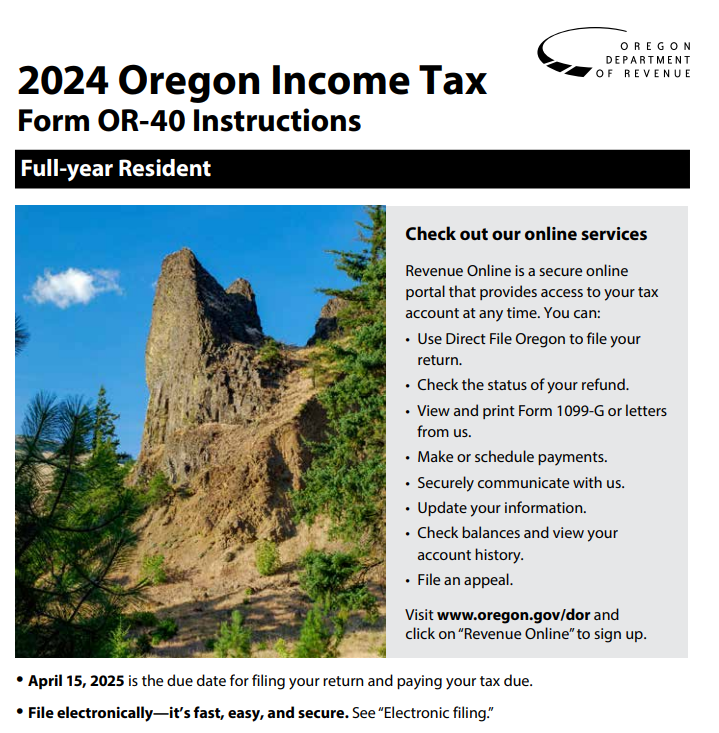 OREGON
DEPARTMENT
OF REVENUE
2024 Oregon Income Tax
Form OR-40 Instructions
Full-year Resident
Check out our online services
Revenue Online is a secure online
portal that provides access to your tax
account at any time. You can:
• Use Direct File Oregon to file your
return.
• Check the status of your refund.
• View and print Form 1099-G or letters
from us.
• Make or schedule payments.
• Securely communicate with us.
• Update your information.
• Check balances and view your
account history.
• File an appeal.
Visit www.oregon.gov/dor and
click on “Revenue Online” to sign up.
• April 15, 2025 is the due date for filing your return and paying your tax due.
• File electronically—it’s fast, easy, and secure. See “Electronic filing.”